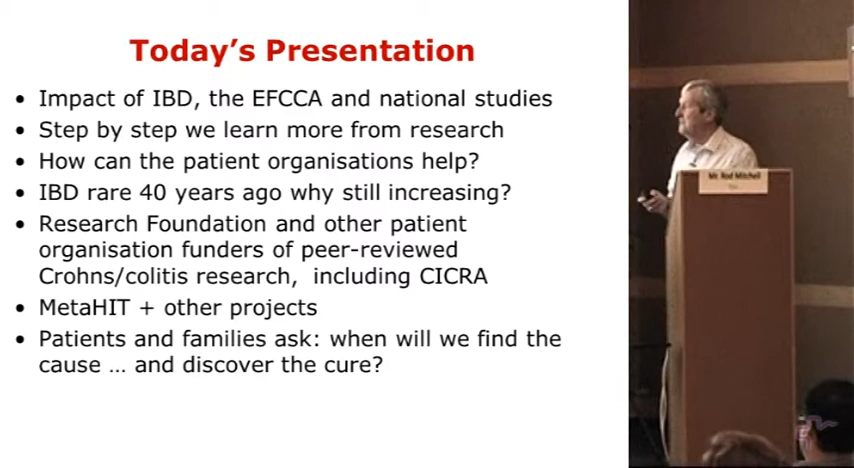 Today's Presentation
• Impact of IBD, the EFCCA and national studies
• Step by step we learn more from research
• How can the patient organisations help?
• IBD rare 40 years ago why still increasing?
• Research Foundation and other patient
organisation funders of peer-reviewed
Crohns/colitis research, including CICRA
• MetaHIT + other projects
• Patients and families ask: when will we find the
cause … and discover the cure?
Mr. Rod Mitchell